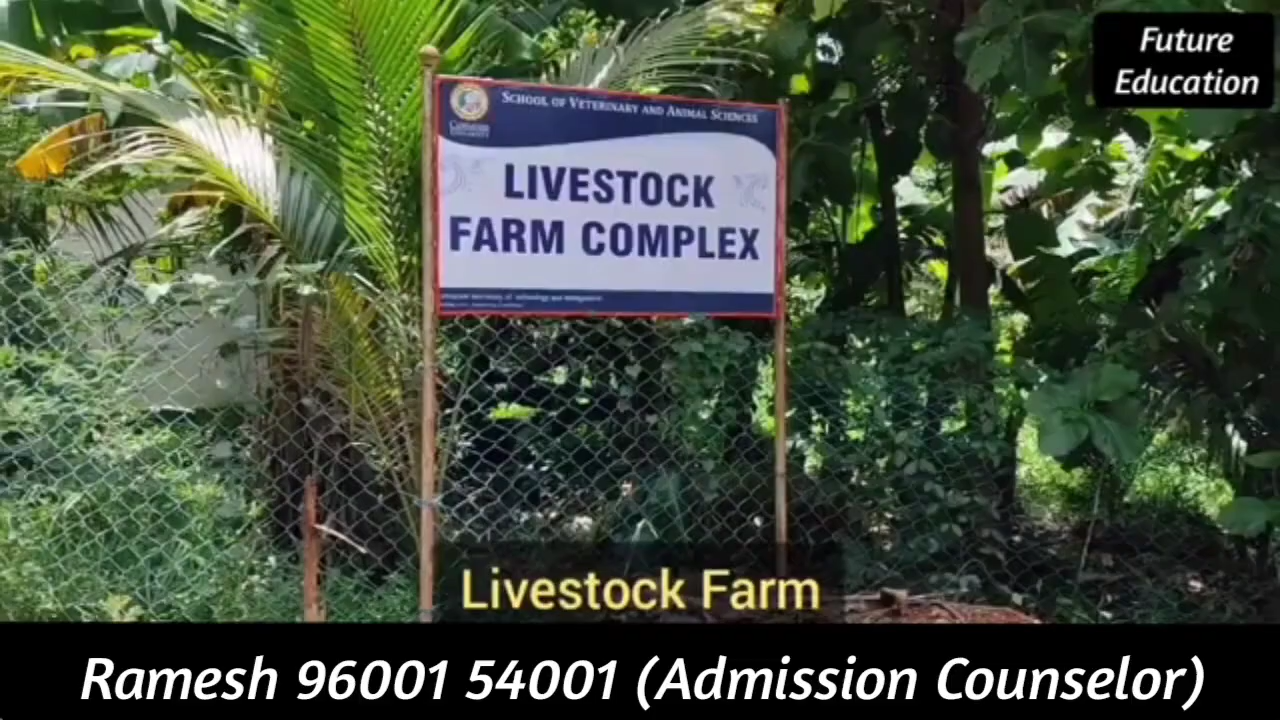 Future
Education
SCHOOL OF VETERINARY AND ANIMAL SCIENCES
LIVESTOCK
FARM COMPLEX
Livestock Farm
Ramesh 96001 54001 (Admission Counselor)